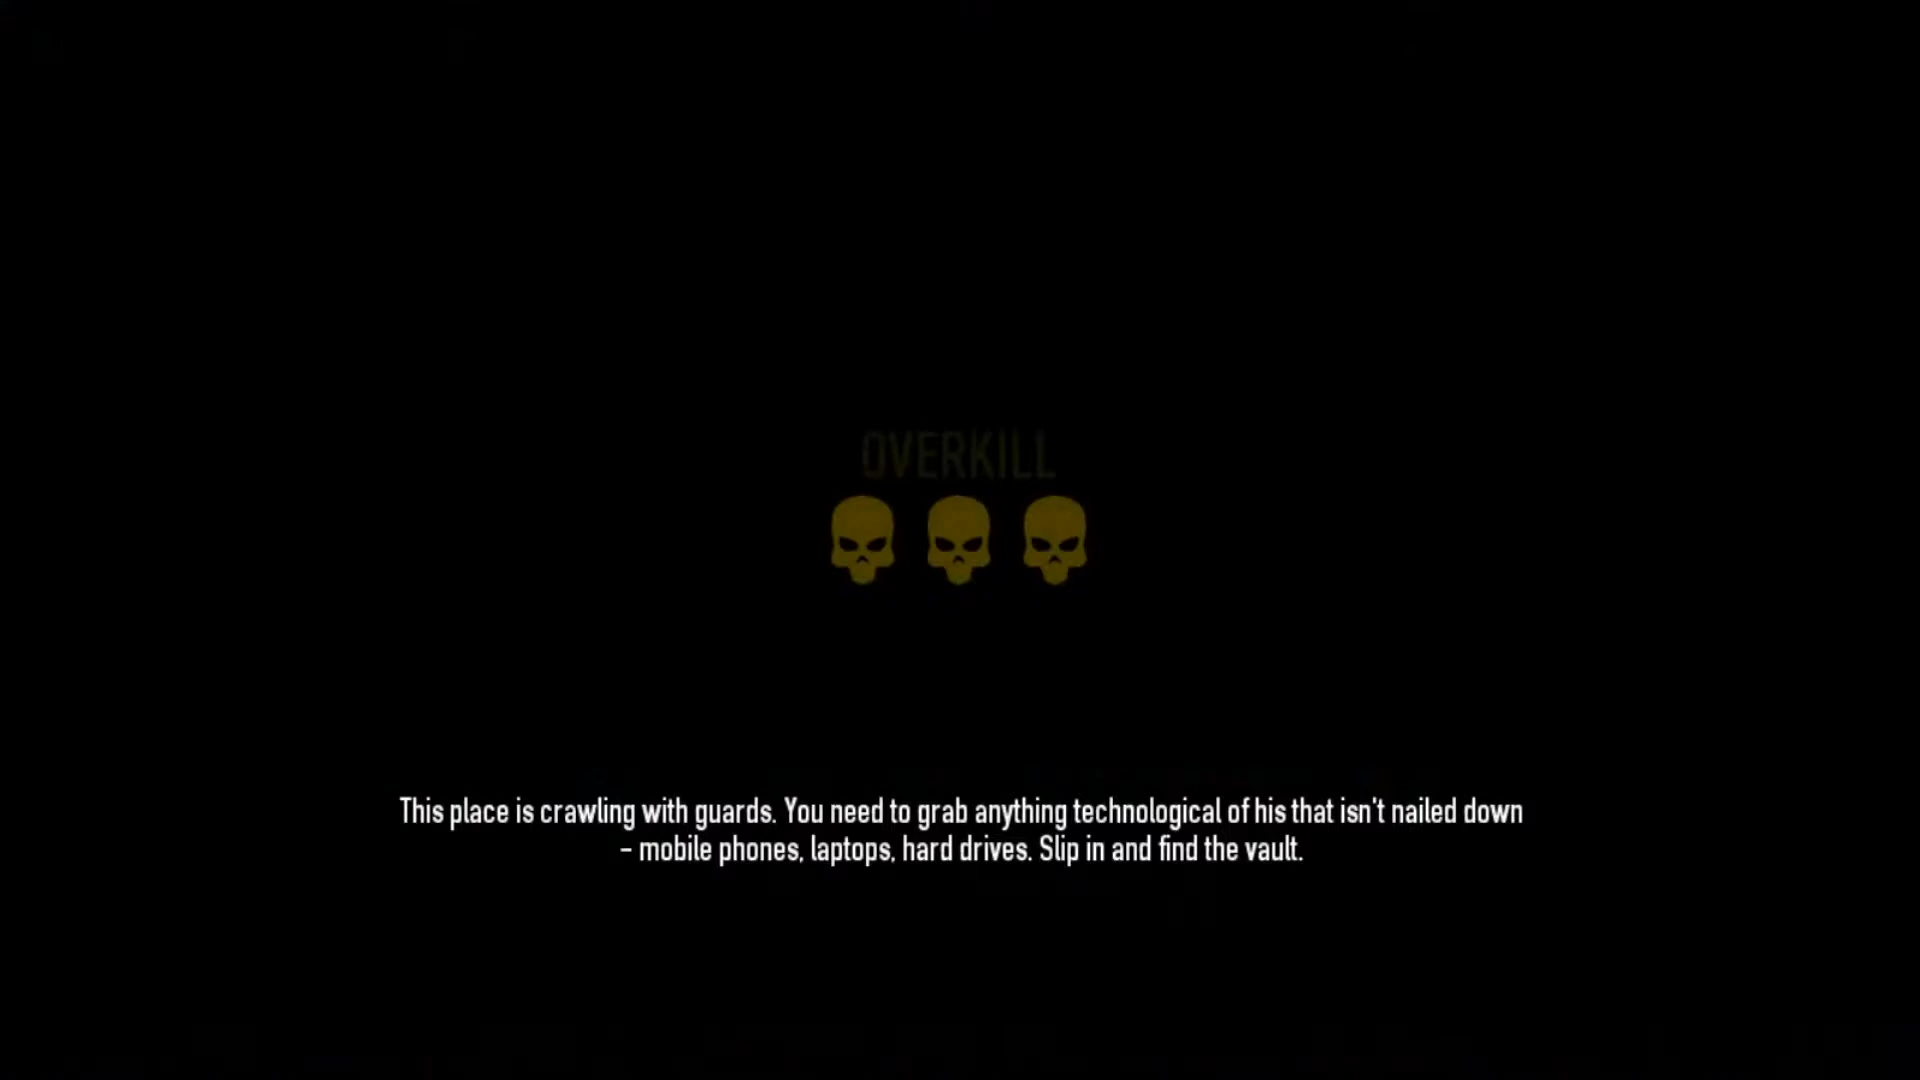 OVERKILL
This place is crawling with guards. You need to grab anything technological of his that isn't nailed down
- mobile phones, laptops, hard drives. Slip in and find the vault.